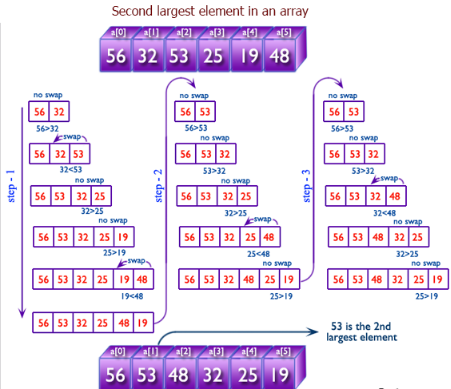 Second largest element in an array
a[0] a[1] a[2] a[3] a[4] a[5]
56 32 53 25 19 48
step - 1
no swap
56 32
56>32
swap
56 32 53
32<53
no swap
56 53 32 25
32>25
no swap
56 53 32 25 19
25>19
swap
56 53 32 25 19 48
19<48
56 53 32 25 48 19
step - 2
no swap
56 53
56>53
no swap
56 53 32
53>32
no swap
56 53 32 25
32>25
swap
56 53 32 25 48
25<48
no swap
56 53 32 48 25 19
25>19
step - 3
no swap
56 53
56>53
no swap
56 53 32
53>32
swap
56 53 32 48
32<48
no swap
56 53 48 32 25
32>25
no swap
56 53 48 32 25 19
25>19
53 is the 2nd
largest element
a[0] a[1] a[2] a[3] a[4] a[5]
56 53 48 32 25 19